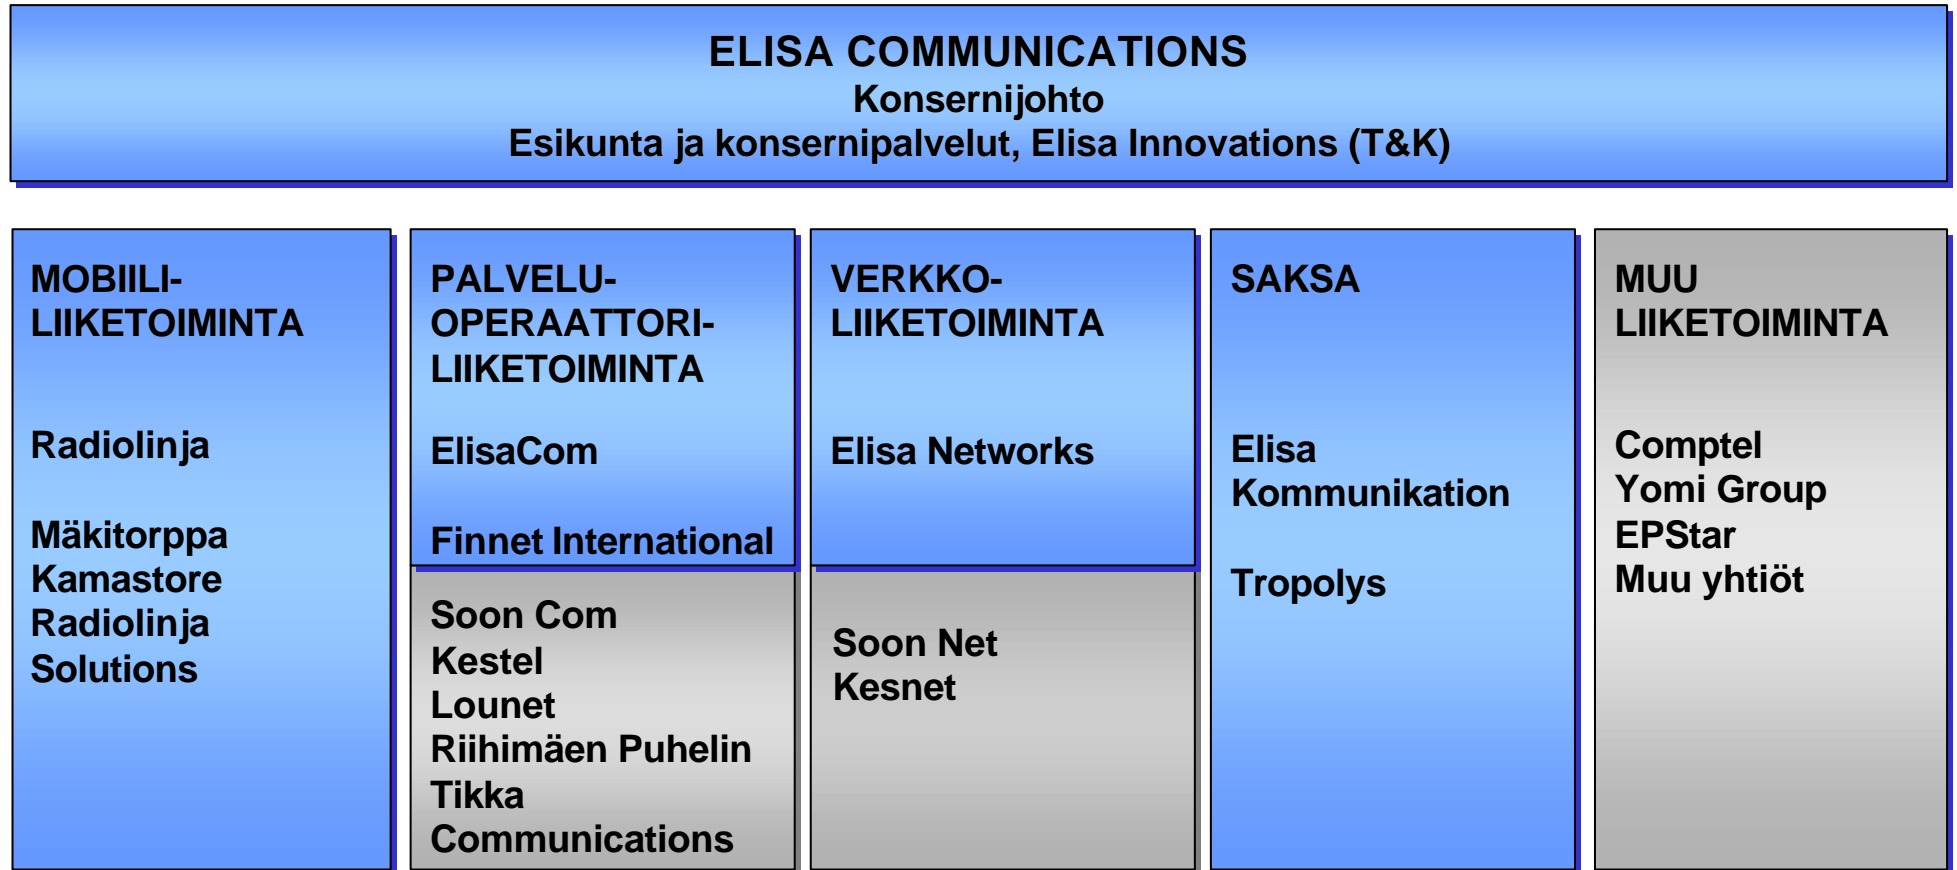 ELISA COMMUNICATIONS
Konsernijohto
Esikunta ja konsernipalvelut, Elisa Innovations (T&K)
MOBIILI-
LIIKETOIMINTA
Radiolinja
Mäkitorppa
Kamastore
Radiolinja
Solutions
PALVELU-
OPERAATTORI-
LIIKETOIMINTA
ElisaCom
Finnet International
Soon Com
Kestel
Lounet
Riihimäen Puhelin
Tikka
Communications
VERKKO-
LIIKETOIMINTA
Elisa Networks
Soon Net
Kesnet
SAKSA
Elisa
Kommunikation
Tropolys
MUU
LIIKETOIMINTA
Comptel
Yomi Group
EPStar
Muu yhtiöt